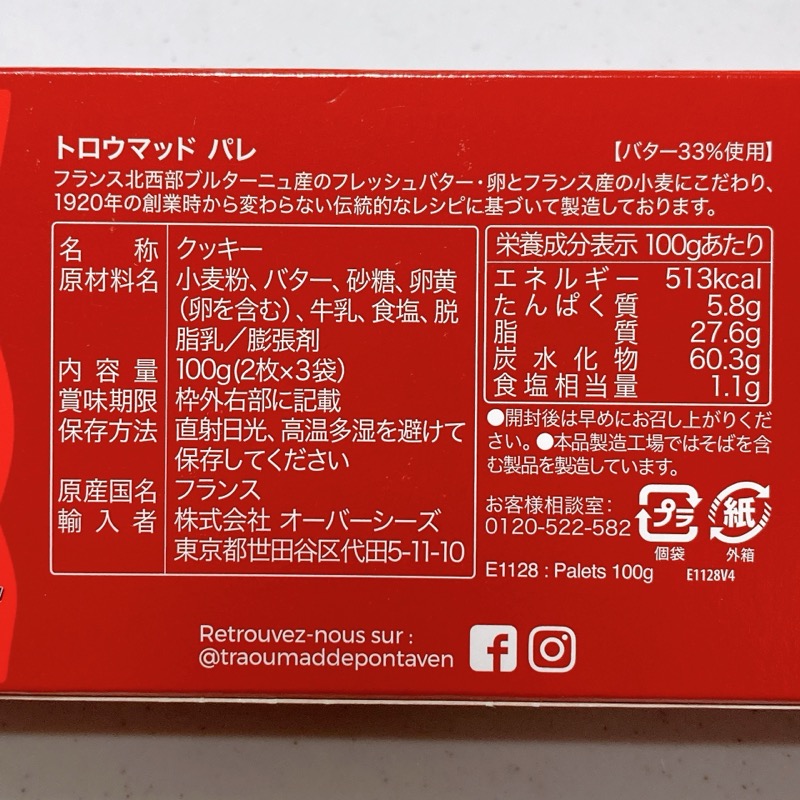 トロウマッド パレ
【バター33%使用】
フランス北西部ブルターニュ産のフレッシュバター・卵とフランス産の小麦にこだわり、
1920年の創業時から変わらない伝統的なレシピに基づいて製造しております。
名称 クッキー
原材料名 小麦粉、バター、砂糖、卵黄
(卵を含む)、牛乳、食塩、脱
脂乳/膨張剤
内容量 100g(2枚×3袋)
賞味期限 枠外右部に記載
保存方法 直射日光、高温多湿を避けて
保存してください
原産国名 フランス
輸入者 株式会社 オーバーシーズ
東京都世田谷区代田5-11-10
栄養成分表示 100gあたり
エネルギー 513kcal
たんぱく質 5.8g
脂質 27.6g
炭水化物 60.3g
食塩相当量 1.1g
●開封後は早めにお召し上がりくだ
さい。●本品製造工場ではそばを含
む製品を製造しています。
お客様相談室:
0120-522-582
プラ
個袋
紙
外箱
E1128 : Palets 100g
E1128V4
Retrouvez-nous sur :
@traoumaddepontaven